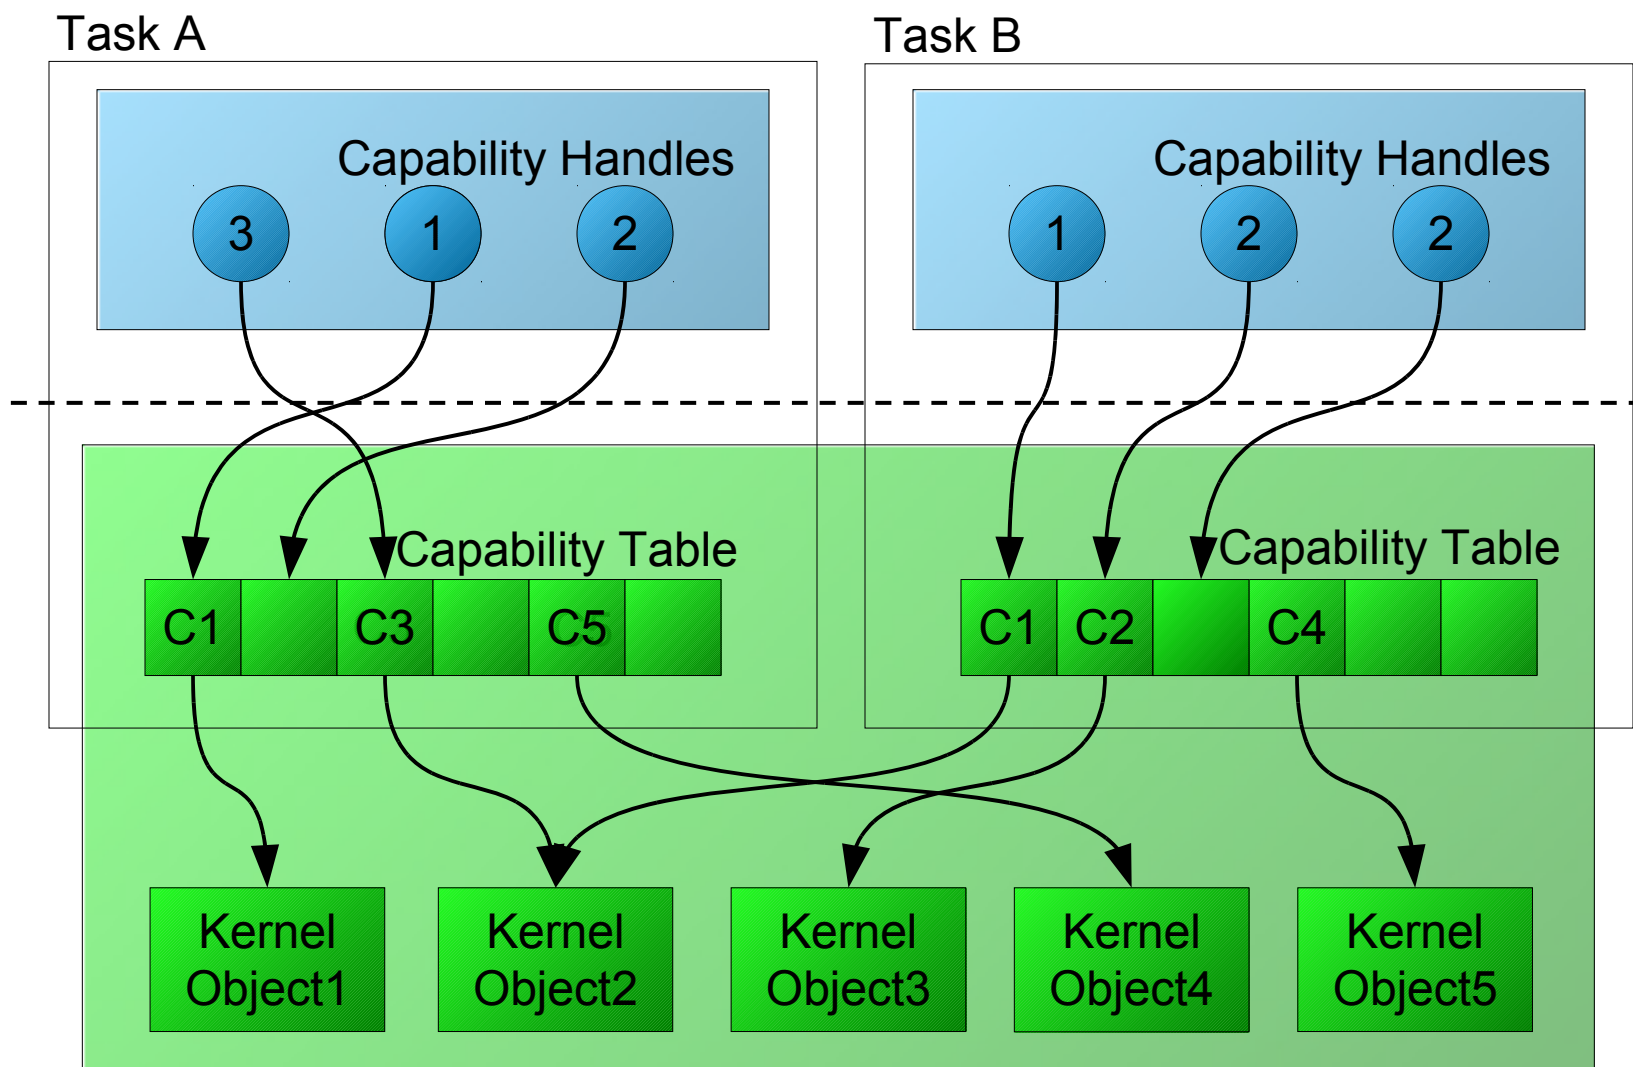 Task A
Task B
Capability Handles
Capability Handles
3
1
2
1
2
2
Capability Table
Capability Table
C1
C3
C5
C1
C2
C4
Kernel
Object1
Kernel
Object2
Kernel
Object3
Kernel
Object4
Kernel
Object5